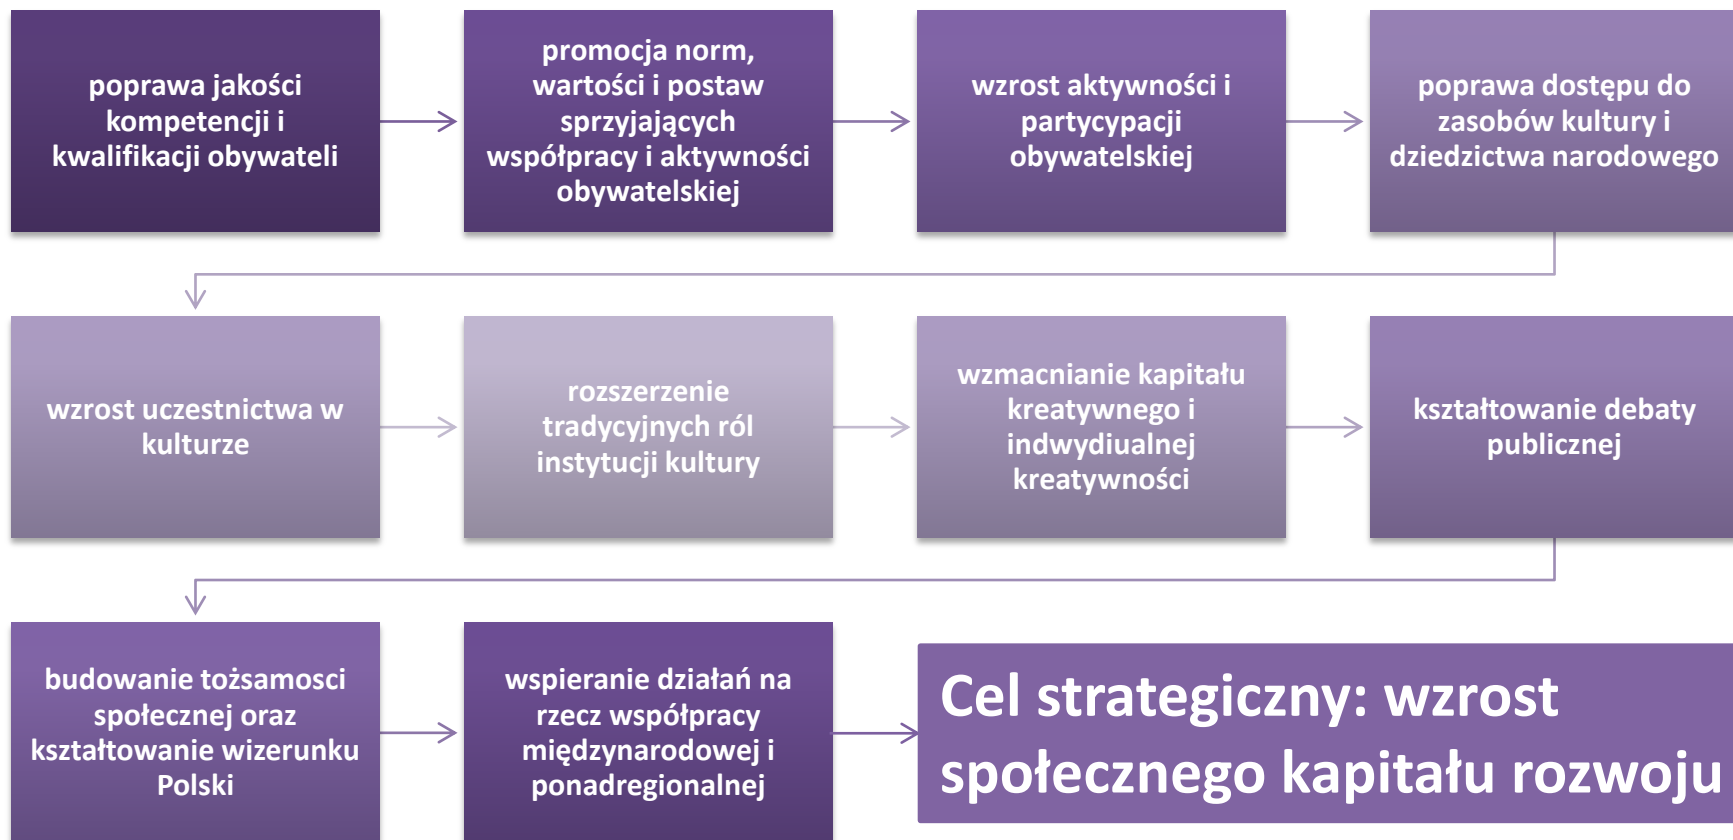 poprawa jakości
kompetencji i
kwalifikacji obywateli
promocja norm,
wartości i postaw
sprzyjających
współpracy i aktywności
obywatelskiej
wzrost aktywności i
partycypacji
obywatelskiej
poprawa dostępu do
zasobów kultury i
dziedzictwa narodowego
wzrost uczestnictwa w
kulturze
rozszerzenie
tradycyjnych ról
instytucji kultury
wzmacnianie kapitału
kreatywnego i
indwydiualnej
kreatywności
kształtowanie debaty
publicznej
budowanie tożsamosci
społecznej oraz
kształtowanie wizerunku
Polski
wspieranie działań na
rzecz współpracy
międzynarodowej i
ponadregionalnej
Cel strategiczny: wzrost
społecznego kapitału rozwoju